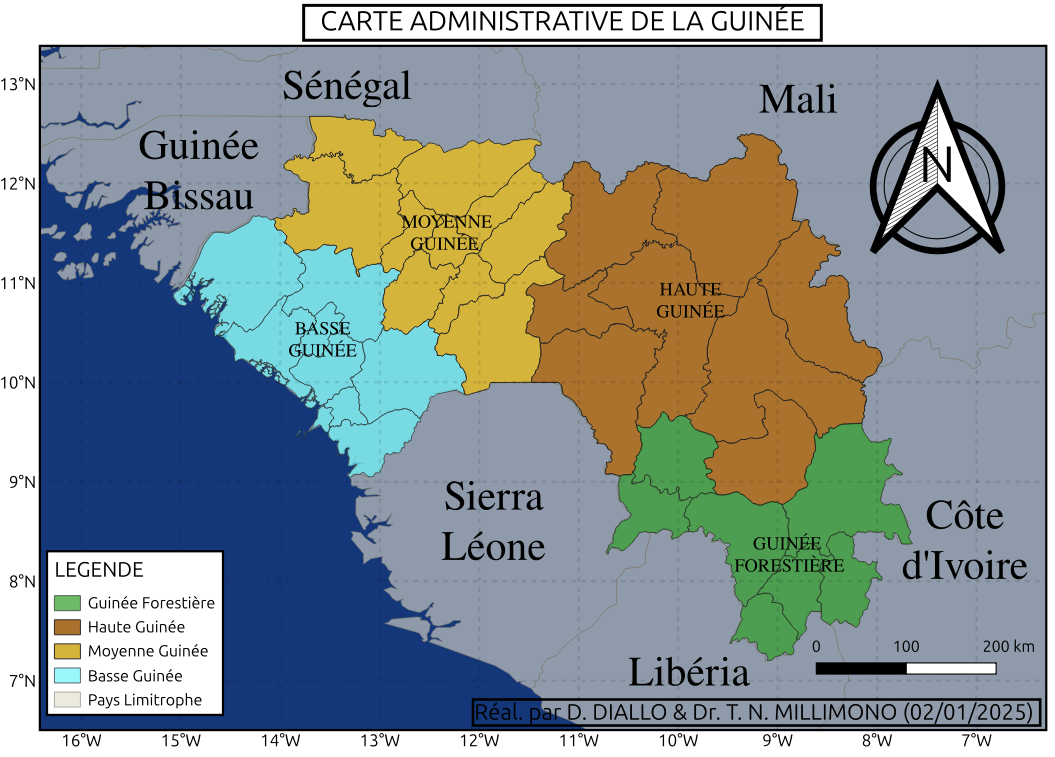 CARTE ADMINISTRATIVE DE LA GUINÉE
13°N
12°N
11°N
10°N
9°N
8°N
7°N
Sénégal
Mali
Guinée
Bissau
N
MOYENNE
GUINÉE
HAUTE
GUINÉE
BASSE
GUINÉE
Sierra
Léone
Côte
d'Ivoire
GUINÉE
FORESTIÈRE
Libéria
LEGENDE
Guinée Forestière
Haute Guinée
Moyenne Guinée
Basse Guinée
Pays Limitrophe
0 100 200 km
Réal. par D. DIALLO & Dr. T. N. MILLIMONO (02/01/2025)
16°W 15°W 14°W 13°W 12°W 11°W 10°W 9°W 8°W 7°W